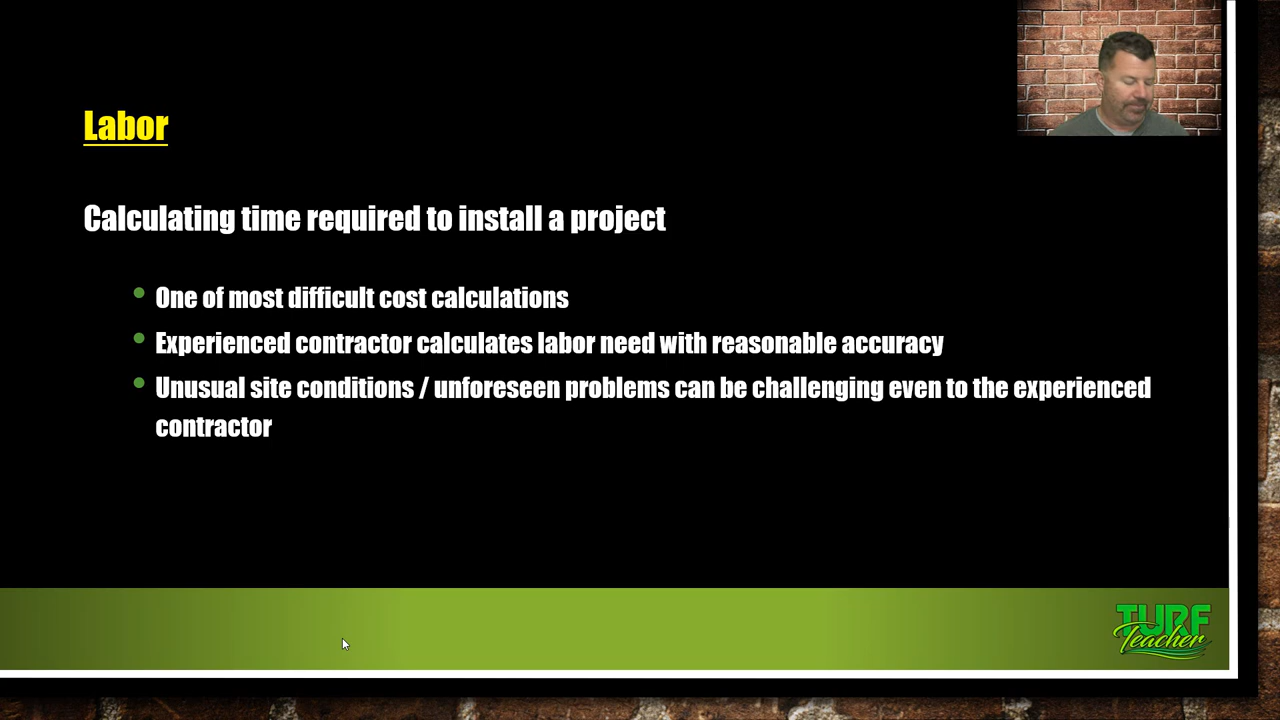 Labor
Calculating time required to install a project
One of most difficult cost calculations
Experienced contractor calculates labor need with reasonable accuracy
Unusual site conditions / unforeseen problems can be challenging even to the experienced
contractor
TURF
Teacher